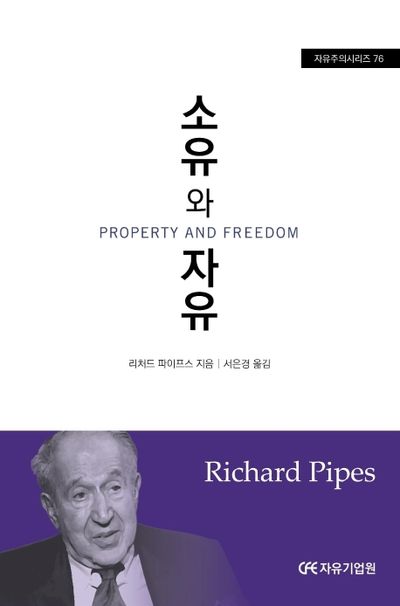 자유주의시리즈 76
소유
와
PROPERTY AND FREEDOM
자유
리처드 파이프스 지음 | 서은경 옮김
Richard Pipes
CFE 자유기업원